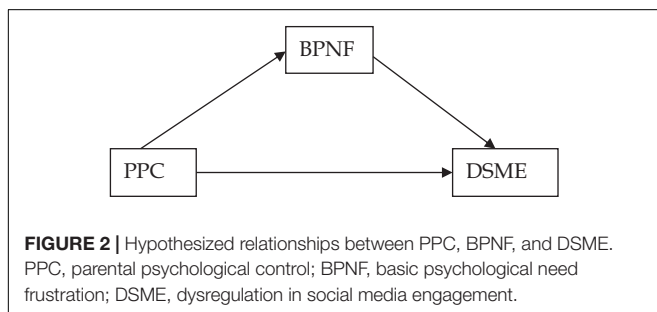 BPNF
PPC
DSME
FIGURE 2 | Hypothesized relationships between PPC, BPNF, and DSME.
PPC, parental psychological control; BPNF, basic psychological need
frustration; DSME, dysregulation in social media engagement.